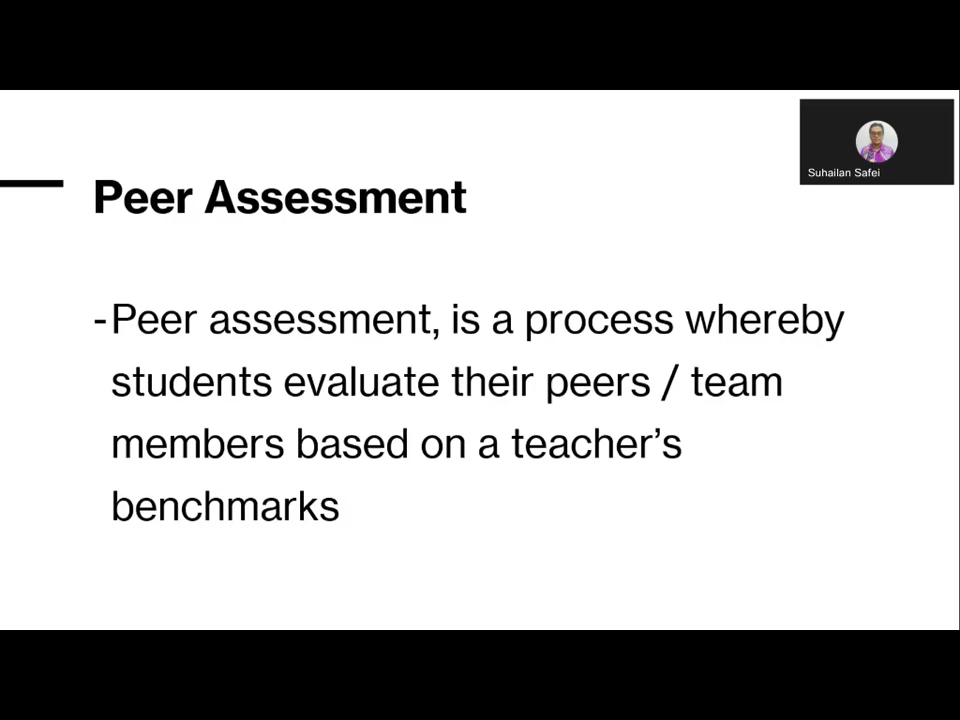 Suhailan Safei
Peer Assessment
-Peer assessment, is a process whereby
students evaluate their peers / team
members based on a teacher’s
benchmarks